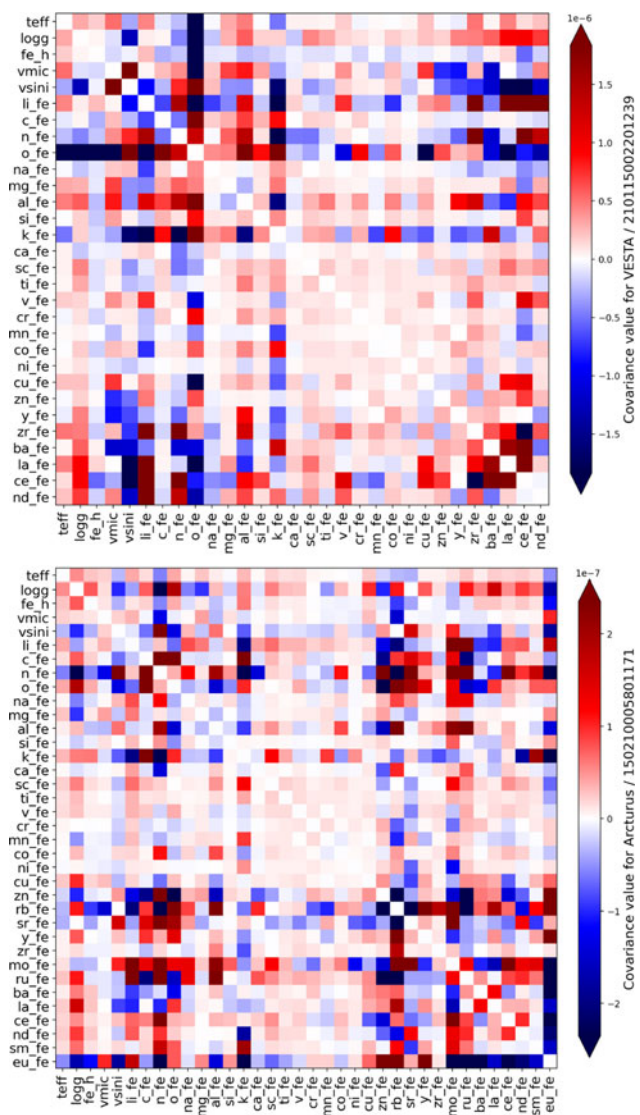 1e−6
teff
logg
fe_h
vmic
vsini
li_fe
c_fe
n_fe
o_fe
na_fe
mg_fe
al_fe
si_fe
k_fe
ca_fe
sc_fe
ti_fe
v_fe
cr_fe
mn_fe
co_fe
ni_fe
cu_fe
zn_fe
y_fe
zr_fe
ba_fe
la_fe
ce_fe
nd_fe
teff
logg
fe_h
vmic
vsini
li_fe
c_fe
n_fe
o_fe
na_fe
mg_fe
al_fe
si_fe
k_fe
ca_fe
sc_fe
ti_fe
v_fe
cr_fe
mn_fe
co_fe
ni_fe
cu_fe
zn_fe
y_fe
zr_fe
ba_fe
la_fe
ce_fe
nd_fe
1.5
1.0
0.5
0.0
−0.5
−1.0
−1.5
Covariance value for VESTA / 210115002201239
1e−7
teff
logg
fe_h
vmic
vsini
li_fe
c_fe
n_fe
o_fe
na_fe
mg_fe
al_fe
si_fe
k_fe
ca_fe
sc_fe
ti_fe
v_fe
cr_fe
mn_fe
co_fe
ni_fe
cu_fe
zn_fe
rb_fe
sr_fe
y_fe
zr_fe
mo_fe
ru_fe
ba_fe
la_fe
ce_fe
nd_fe
sm_fe
eu_fe
teff
logg
fe_h
vmic
vsini
li_fe
c_fe
n_fe
o_fe
na_fe
mg_fe
al_fe
si_fe
k_fe
ca_fe
sc_fe
ti_fe
v_fe
cr_fe
mn_fe
co_fe
ni_fe
cu_fe
zn_fe
rb_fe
sr_fe
y_fe
zr_fe
mo_fe
ru_fe
ba_fe
la_fe
ce_fe
nd_fe
sm_fe
eu_fe
2
1
0
−1
−2
Covariance value for Arcturus / 150210005801171